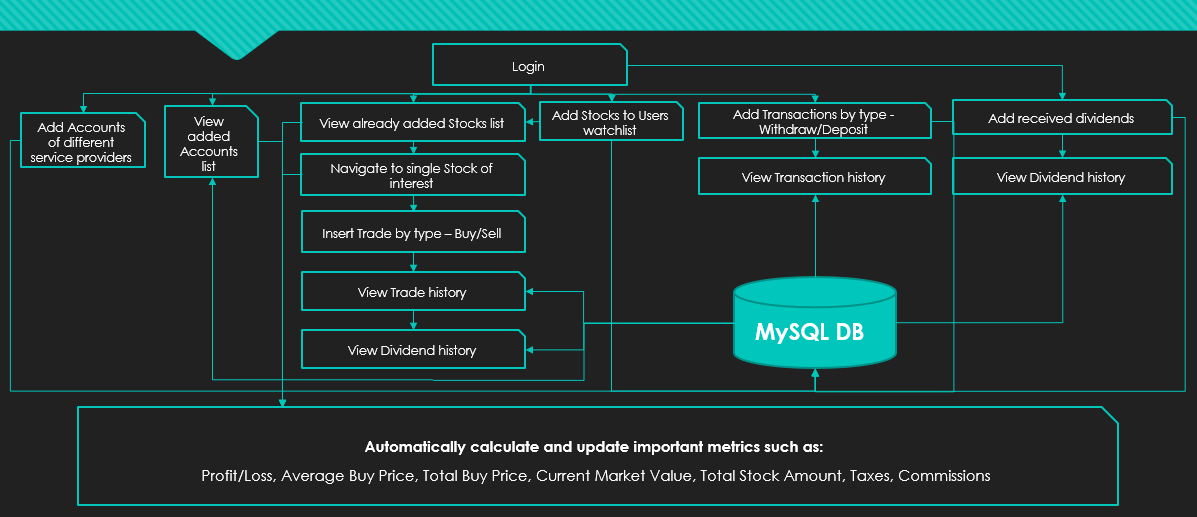 Login
Add Accounts
of different
service providers
View
added
Accounts
list
View already added Stocks list
Add Stocks to Users
watchlist
Add Transactions by type -
Withdraw/Deposit
Add received dividends
Navigate to single Stock of
interest
View Transaction history
View Dividend history
Insert Trade by type – Buy/Sell
View Trade history
View Dividend history
MySQL DB
Automatically calculate and update important metrics such as:
Profit/Loss, Average Buy Price, Total Buy Price, Current Market Value, Total Stock Amount, Taxes, Commissions